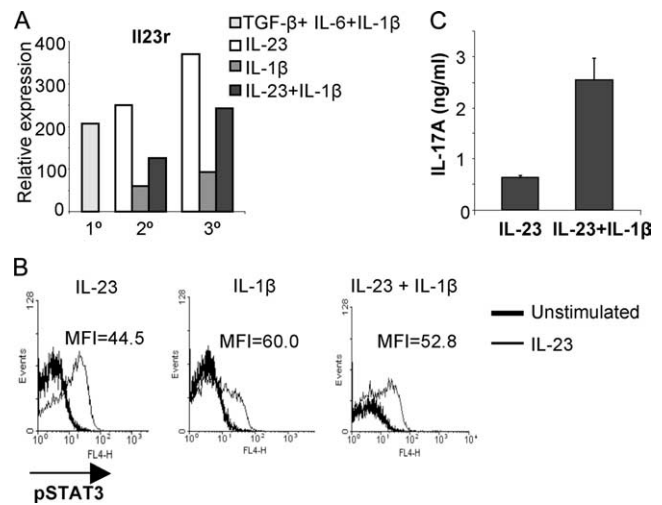 A
Il23r
TGF-β+ IL-6+IL-1β
IL-23
IL-1β
IL-23+IL-1β
Relative expression
400
300
200
100
0
1º 2º 3º
C
IL-17A (ng/ml)
3
2
1
0
IL-23 IL-23+IL-1β
B
IL-23
128
MFI=44.5
Events
0
10⁰ 10¹ 10² 10³
FL4-H
pSTAT3
IL-1β
128
MFI=60.0
Events
0
10⁰ 10¹ 10² 10³
FL4-H
IL-23 + IL-1β
128
MFI=52.8
Events
0
10⁰ 10¹ 10² 10³ 10⁴
FL4-H
Unstimulated
IL-23